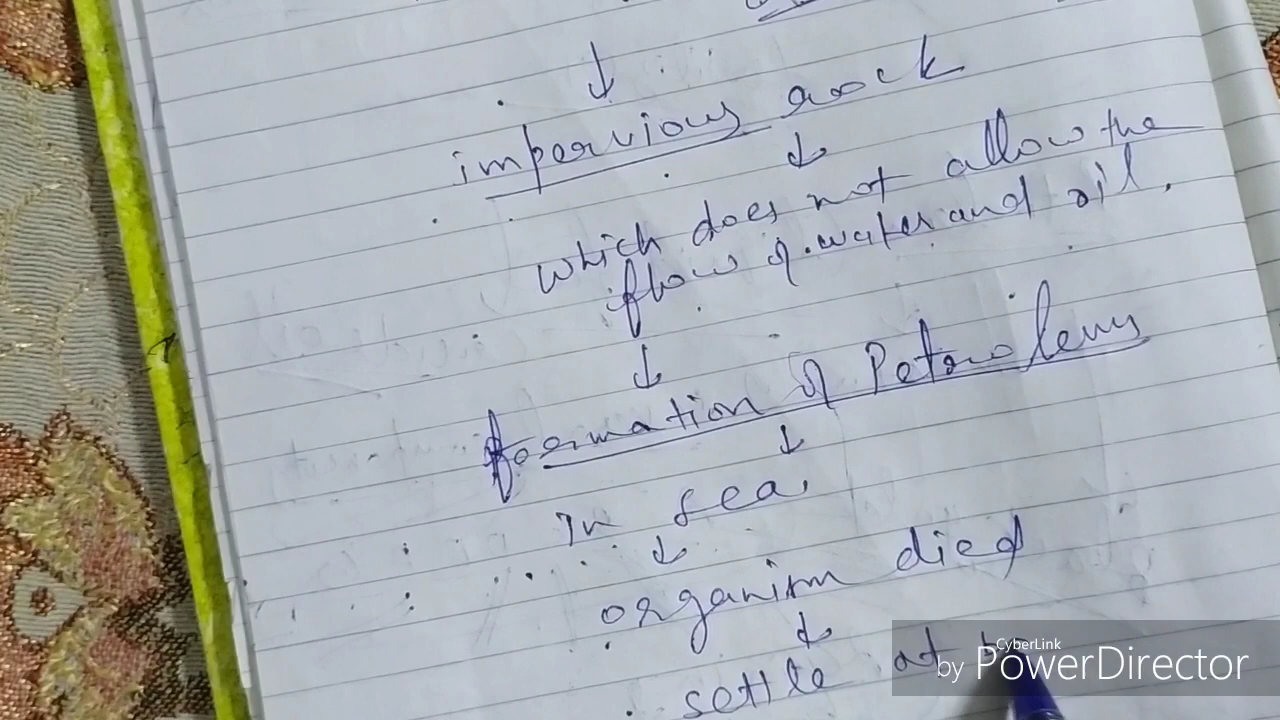 ↓
impervious rock
↓
which does not allow the
flow of water and oil.
↓
formation of Petroleum
↓
In sea.
↓
organism died
↓
settle at
CyberLink
by PowerDirector